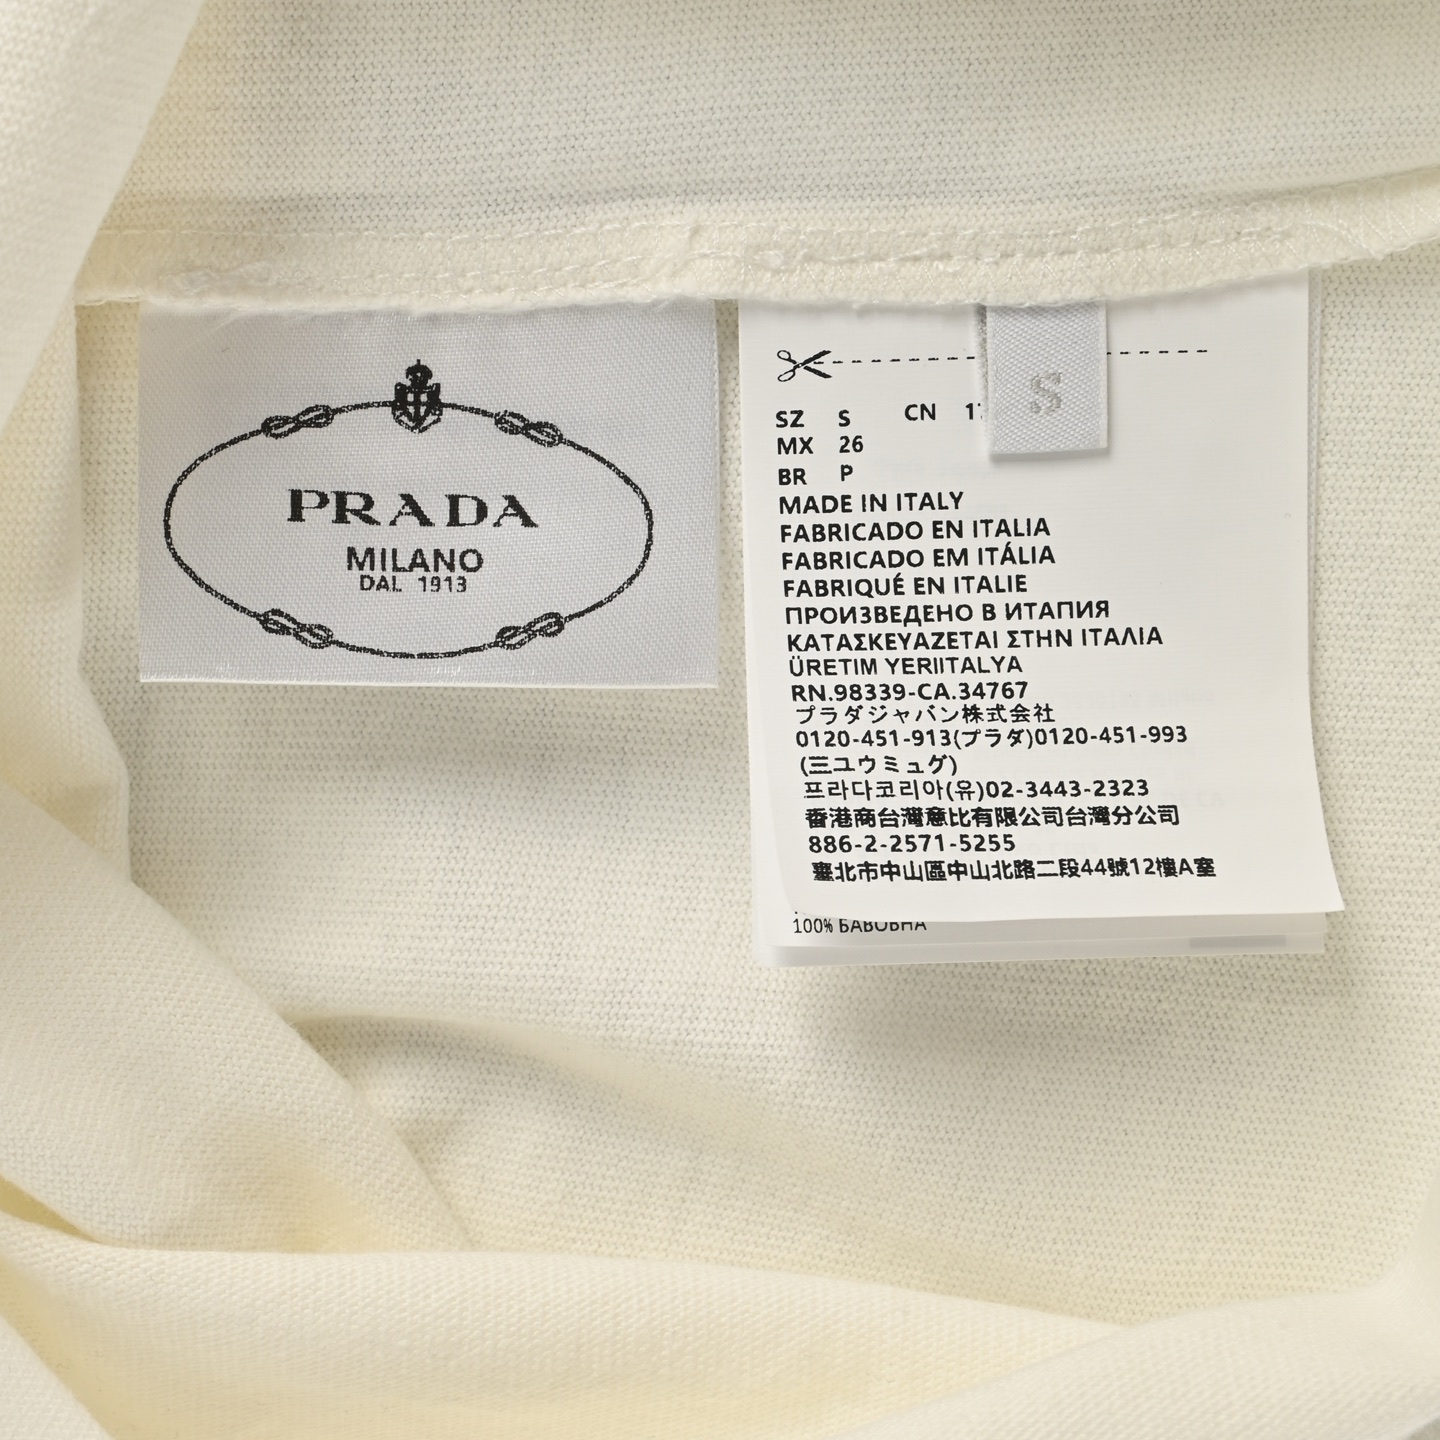 PRADA
MILANO
DAL 1913
S
SZ S CN
MX 26
BR P
MADE IN ITALY
FABRICADO EN ITALIA
FABRICADO EM ITÁLIA
FABRIQUÉ EN ITALIE
ПРОИЗВЕДЕНО В ИТАПИЯ
ΚΑΤΑΣΚΕΥΑΖΕΤΑΙ ΣΤΗΝ ΙΤΑΛΙΑ
ÜRETIM YERIITALYA
RN.98339-CA.34767
プラダジャバン株式会社
0120-451-913(プラダ)0120-451-993
(三ユウミュグ)
프라다코리아(유)02-3443-2323
香港商台灣意比有限公司台灣分公司
886-2-2571-5255
臺北市中山區中山北路二段44號12樓A室
100% БАВОВНА